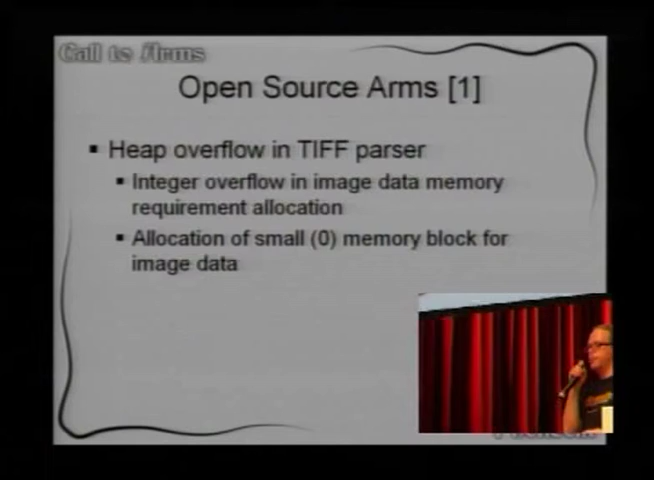 Call to Arms
Open Source Arms [1]
▪ Heap overflow in TIFF parser
▪ Integer overflow in image data memory
requirement allocation
▪ Allocation of small (0) memory block for
image data